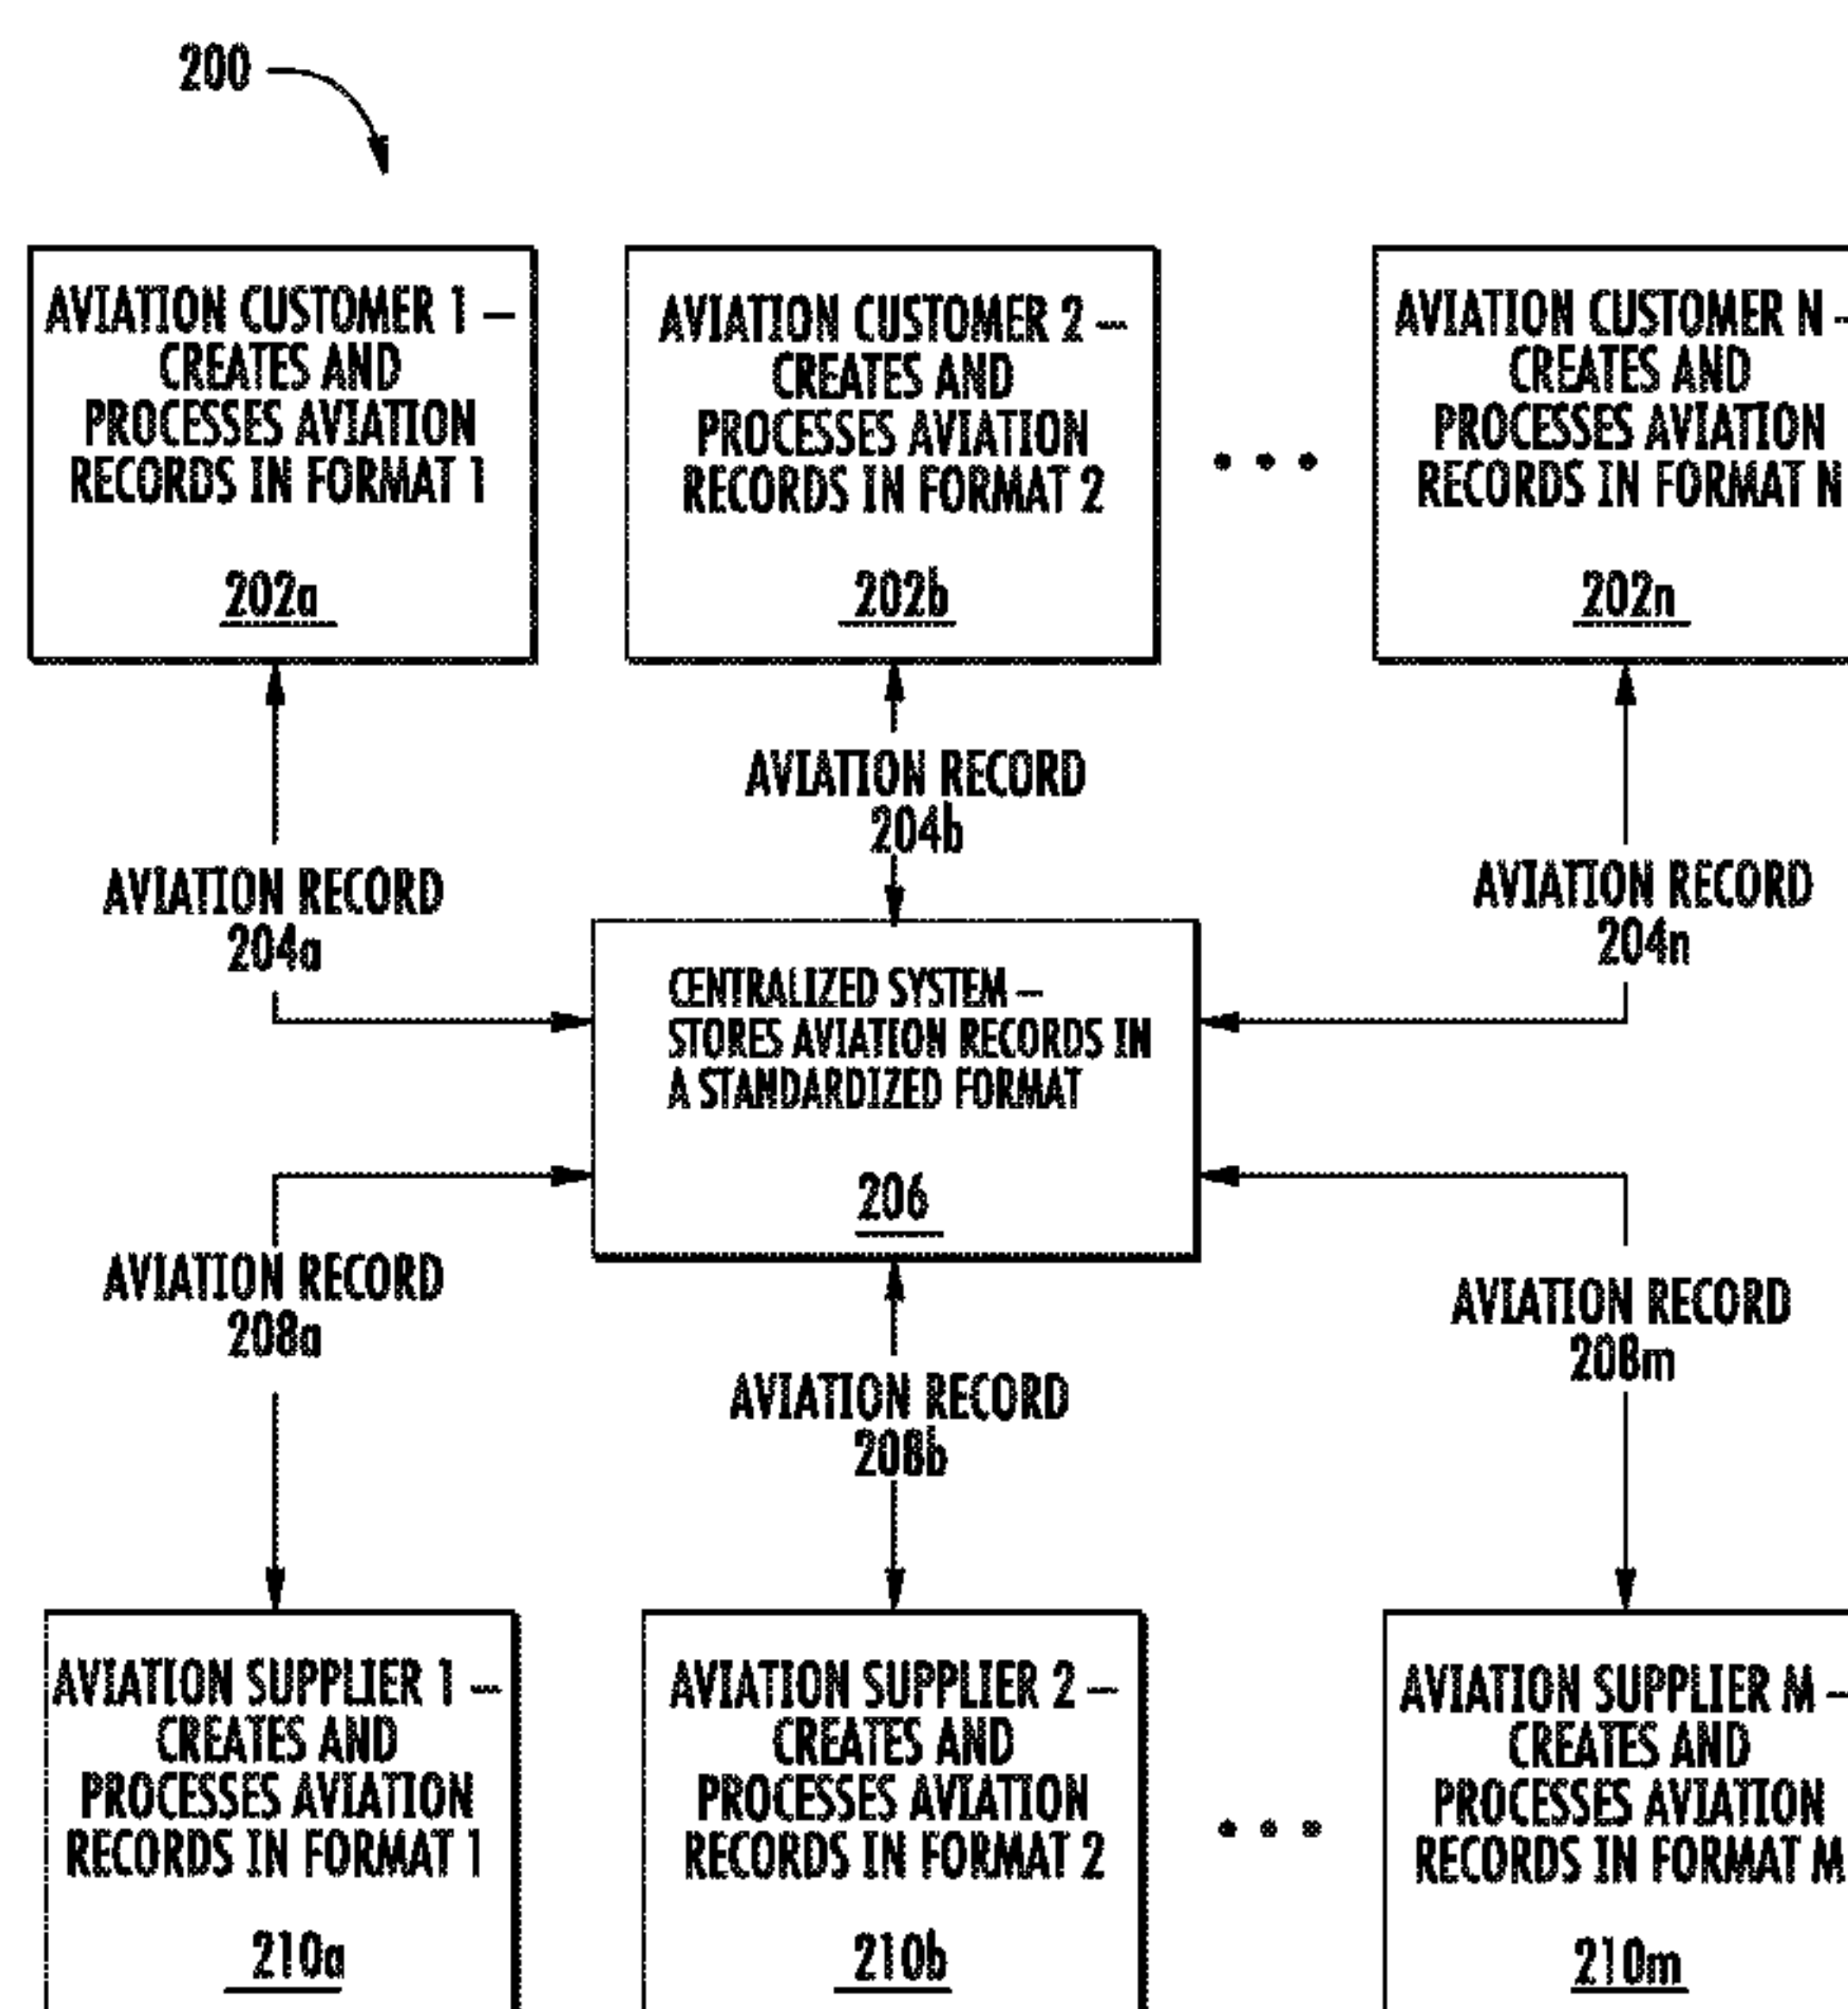 200
AVIATION CUSTOMER 1 –
CREATES AND
PROCESSES AVIATION
RECORDS IN FORMAT 1
202a
AVIATION CUSTOMER 2 –
CREATES AND
PROCESSES AVIATION
RECORDS IN FORMAT 2
202b
• • •
AVIATION CUSTOMER N –
CREATES AND
PROCESSES AVIATION
RECORDS IN FORMAT N
202n
AVIATION RECORD
204a
AVIATION RECORD
204b
AVIATION RECORD
204n
CENTRALIZED SYSTEM –
STORES AVIATION RECORDS IN
A STANDARDIZED FORMAT
206
AVIATION RECORD
208a
AVIATION RECORD
208b
AVIATION RECORD
208m
AVIATION SUPPLIER 1 –
CREATES AND
PROCESSES AVIATION
RECORDS IN FORMAT 1
210a
AVIATION SUPPLIER 2 –
CREATES AND
PROCESSES AVIATION
RECORDS IN FORMAT 2
210b
• • •
AVIATION SUPPLIER M –
CREATES AND
PROCESSES AVIATION
RECORDS IN FORMAT M
210m